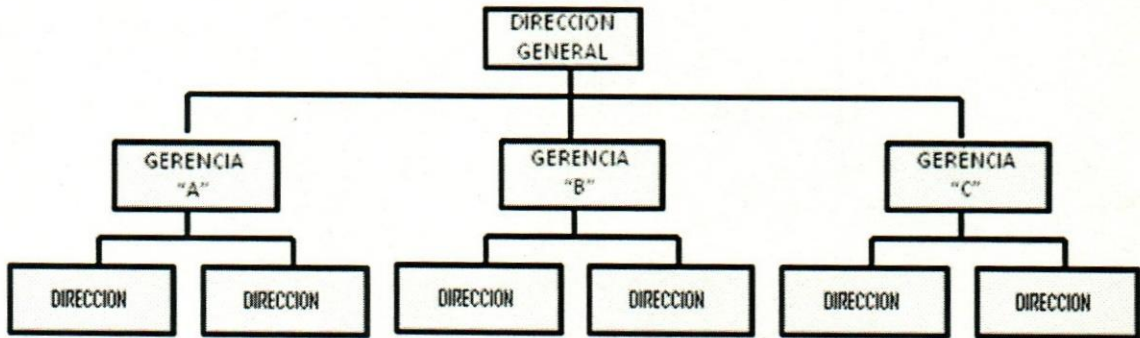 DIRECCION
GENERAL
GERENCIA
"A"
GERENCIA
"B"
GERENCIA
"C"
DIRECCION
DIRECCION
DIRECCION
DIRECCION
DIRECCION
DIRECCION